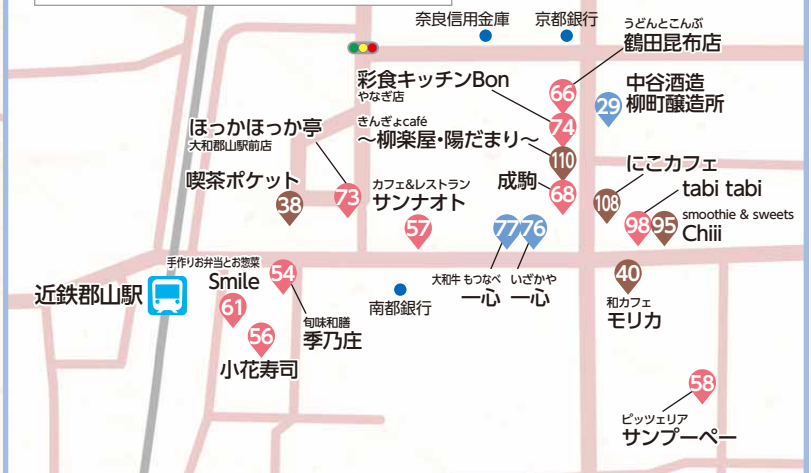 奈良信用金庫
京都銀行
うどんとこんぶ
鶴田昆布店
彩食キッチンBon
やなぎ店
66
中谷酒造
柳町醸造所
29
きんぎょcafé
〜柳楽屋・陽だまり〜
74
ほっかほっか亭
大和郡山駅前店
110
にこカフェ
喫茶ポケット
38
73
カフェ&レストラン
サンナオト
57
成駒
68
108
tabi tabi
98
95
smoothie & sweets
Chiii
77
76
手作りお弁当とお惣菜
Smile
54
大和牛 もつなべ
一心
いざかや
一心
40
近鉄郡山駅
61
南都銀行
和カフェ
モリカ
旬味和膳
季乃庄
56
小花寿司
58
ピッツェリア
サンプーペー